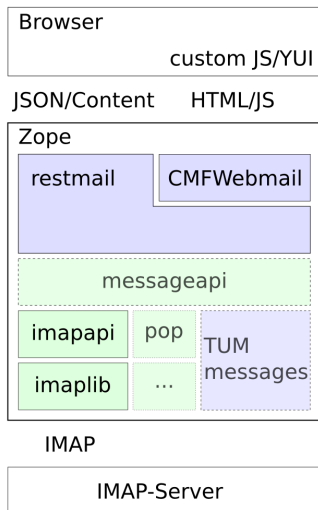 Browser
custom JS/YUI
JSON/Content HTML/JS
Zope
restmail CMFWebmail
messageapi
imapapi pop TUM
messages
imaplib ...
IMAP
IMAP-Server